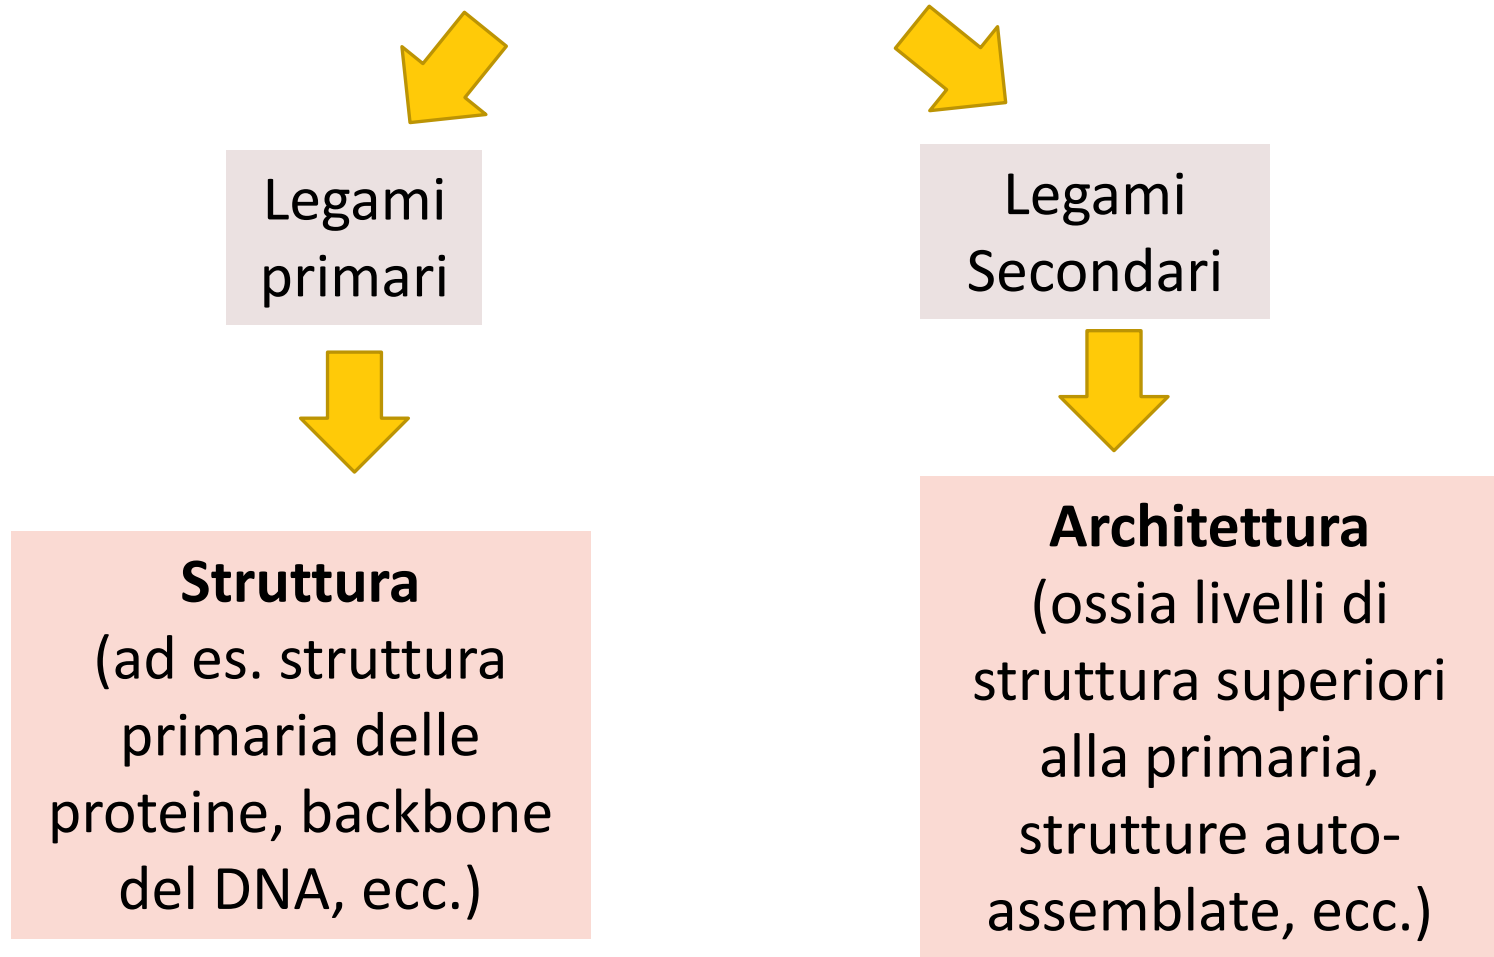 Legami
primari
Legami
Secondari
Struttura
(ad es. struttura
primaria delle
proteine, backbone
del DNA, ecc.)
Architettura
(ossia livelli di
struttura superiori
alla primaria,
strutture auto-
assemblate, ecc.)